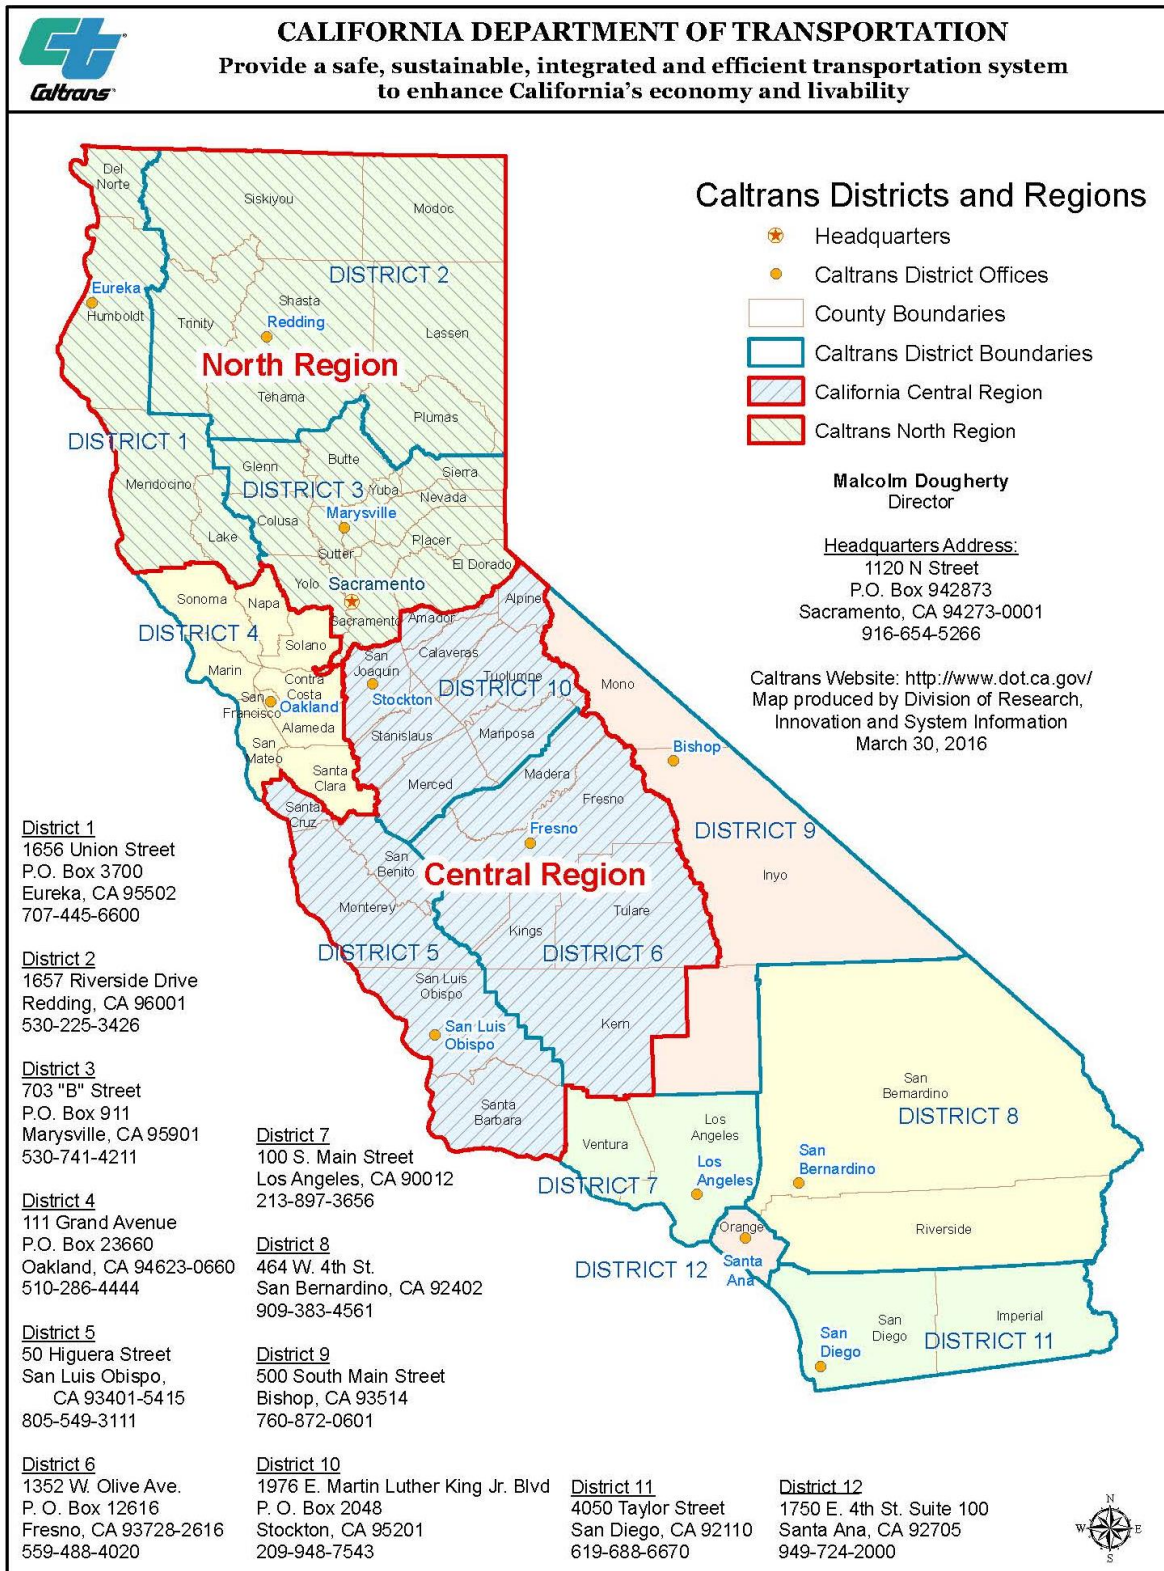 Caltrans
CALIFORNIA DEPARTMENT OF TRANSPORTATION
Provide a safe, sustainable, integrated and efficient transportation system
to enhance California's economy and livability
Caltrans Districts and Regions
Headquarters
Caltrans District Offices
County Boundaries
Caltrans District Boundaries
California Central Region
Caltrans North Region
Malcolm Dougherty
Director
Headquarters Address:
1120 N Street
P.O. Box 942873
Sacramento, CA 94273-0001
916-654-5266
Caltrans Website: http://www.dot.ca.gov/
Map produced by Division of Research,
Innovation and System Information
March 30, 2016
Del
Norte
Siskiyou
Modoc
DISTRICT 2
Eureka
Humboldt
Shasta
Trinity
Redding
Lassen
North Region
Tehama
Plumas
DISTRICT 1
Glenn
Butte
Sierra
Mendocino
DISTRICT 3
Yuba
Nevada
Colusa
Marysville
Lake
Sutter
Placer
El Dorado
Yolo
Sacramento
Sonoma
Napa
Sacramento
Amador
Alpine
DISTRICT 4
Solano
Calaveras
Marin
San
Joaquin
Tuolumne
Contra
Costa
Stockton
DISTRICT 10
Mono
San
Francisco
Oakland
Alameda
Stanislaus
Mariposa
San
Mateo
Bishop
Santa
Clara
Merced
Madera
Fresno
Santa
Cruz
Fresno
DISTRICT 9
San
Benito
Central Region
Inyo
Monterey
Tulare
Kings
DISTRICT 5
DISTRICT 6
San Luis
Obispo
San Luis
Obispo
Kern
Santa
Barbara
San
Bernardino
DISTRICT 8
Ventura
Los
Angeles
San
Bernardino
Los
Angeles
DISTRICT 7
Orange
Riverside
Santa
Ana
DISTRICT 12
San
Diego
San
Diego
Imperial
DISTRICT 11
District 1
1656 Union Street
P.O. Box 3700
Eureka, CA 95502
707-445-6600
District 2
1657 Riverside Drive
Redding, CA 96001
530-225-3426
District 3
703 "B" Street
P.O. Box 911
Marysville, CA 95901
530-741-4211
District 4
111 Grand Avenue
P.O. Box 23660
Oakland, CA 94623-0660
510-286-4444
District 5
50 Higuera Street
San Luis Obispo,
CA 93401-5415
805-549-3111
District 6
1352 W. Olive Ave.
P. O. Box 12616
Fresno, CA 93728-2616
559-488-4020
District 7
100 S. Main Street
Los Angeles, CA 90012
213-897-3656
District 8
464 W. 4th St.
San Bernardino, CA 92402
909-383-4561
District 9
500 South Main Street
Bishop, CA 93514
760-872-0601
District 10
1976 E. Martin Luther King Jr. Blvd
P. O. Box 2048
Stockton, CA 95201
209-948-7543
District 11
4050 Taylor Street
San Diego, CA 92110
619-688-6670
District 12
1750 E. 4th St. Suite 100
Santa Ana, CA 92705
949-724-2000
N
W
E
S